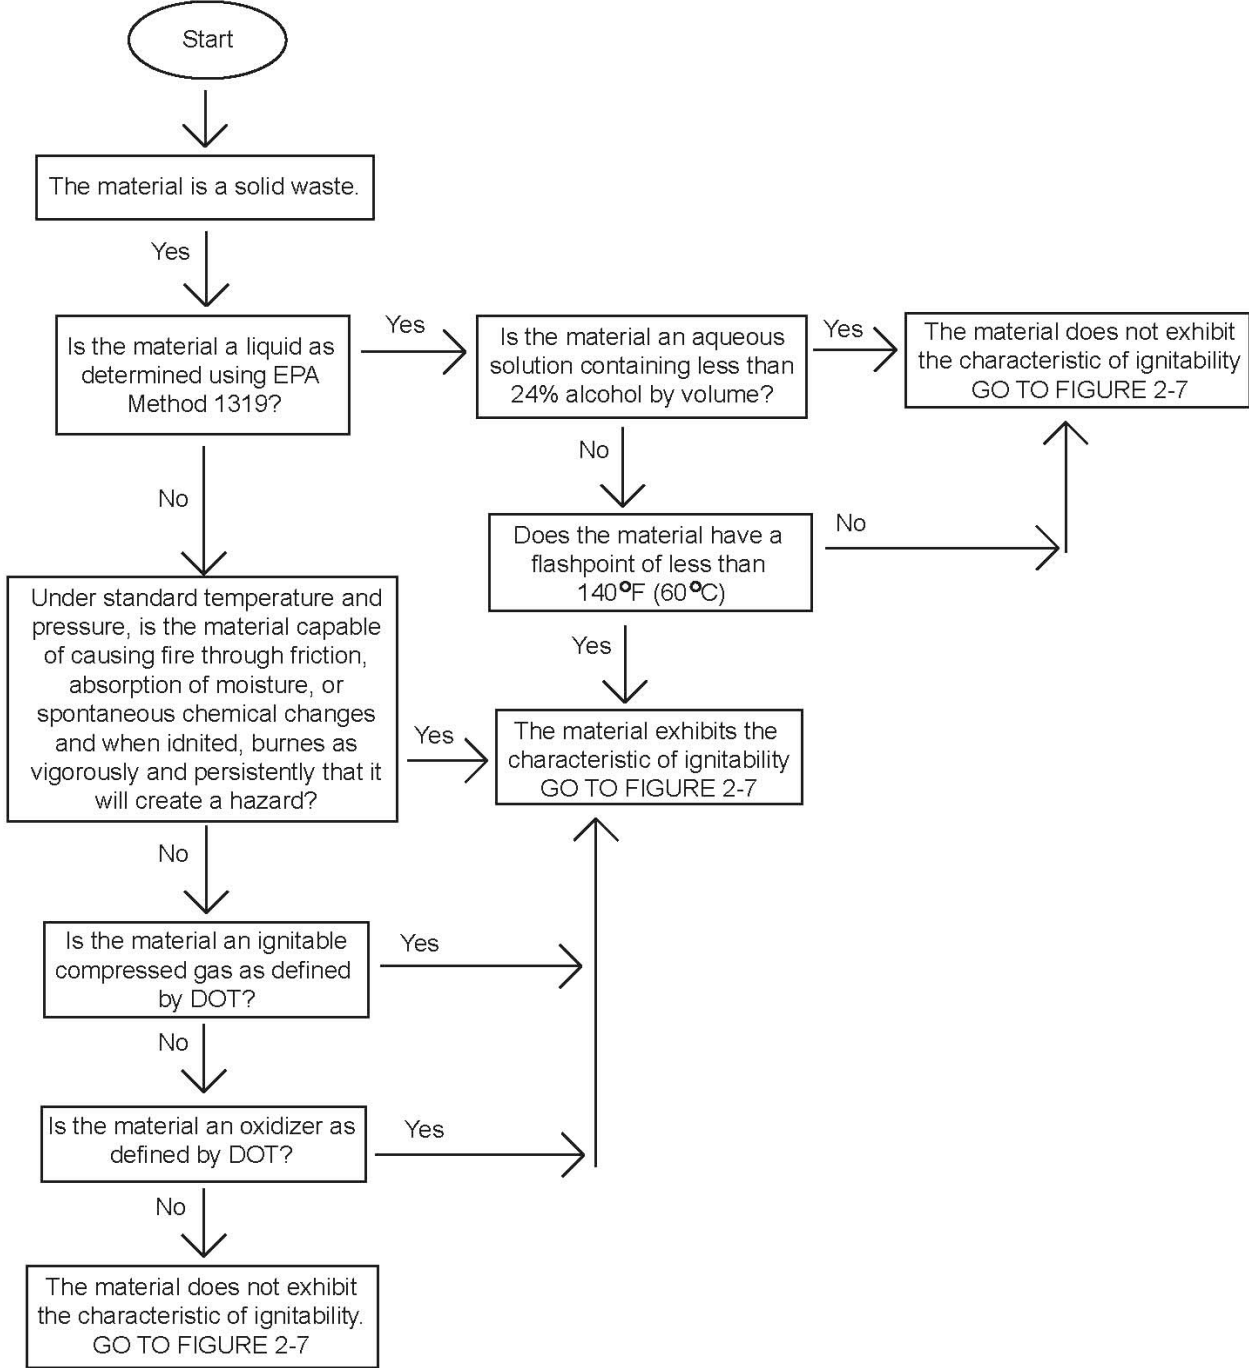 Start
The material is a solid waste.
Yes
Is the material a liquid as
determined using EPA
Method 1319?
Yes
Is the material an aqueous
solution containing less than
24% alcohol by volume?
Yes
The material does not exhibit
the characteristic of ignitability
GO TO FIGURE 2-7
No
No
Does the material have a
flashpoint of less than
140°F (60°C)
No
Under standard temperature and
pressure, is the material capable
of causing fire through friction,
absorption of moisture, or
spontaneous chemical changes
and when idnited, burnes as
vigorously and persistently that it
will create a hazard?
Yes
Yes
The material exhibits the
characteristic of ignitability
GO TO FIGURE 2-7
No
Is the material an ignitable
compressed gas as defined
by DOT?
Yes
No
Is the material an oxidizer as
defined by DOT?
Yes
No
The material does not exhibit
the characteristic of ignitability.
GO TO FIGURE 2-7